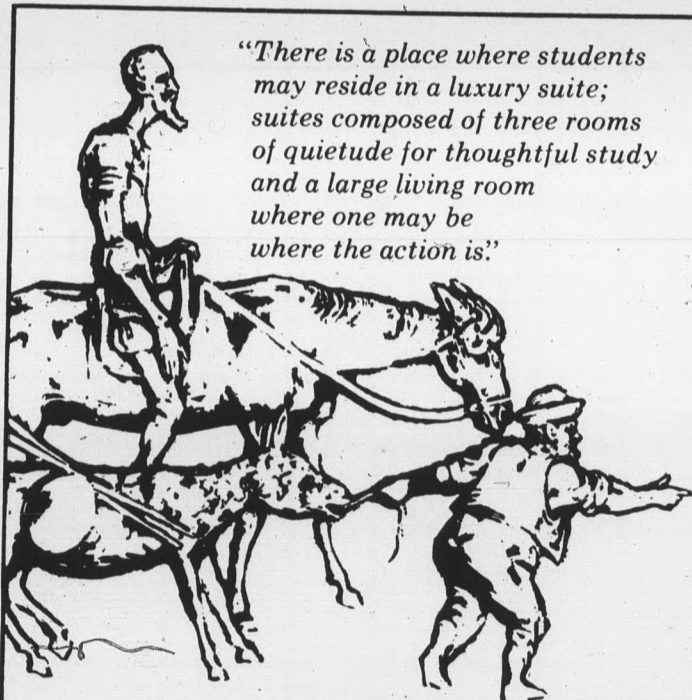 “There is a place where students
may reside in a luxury suite;
suites composed of three rooms
of quietude for thoughtful study
and a large living room
where one may be
where the action is.”